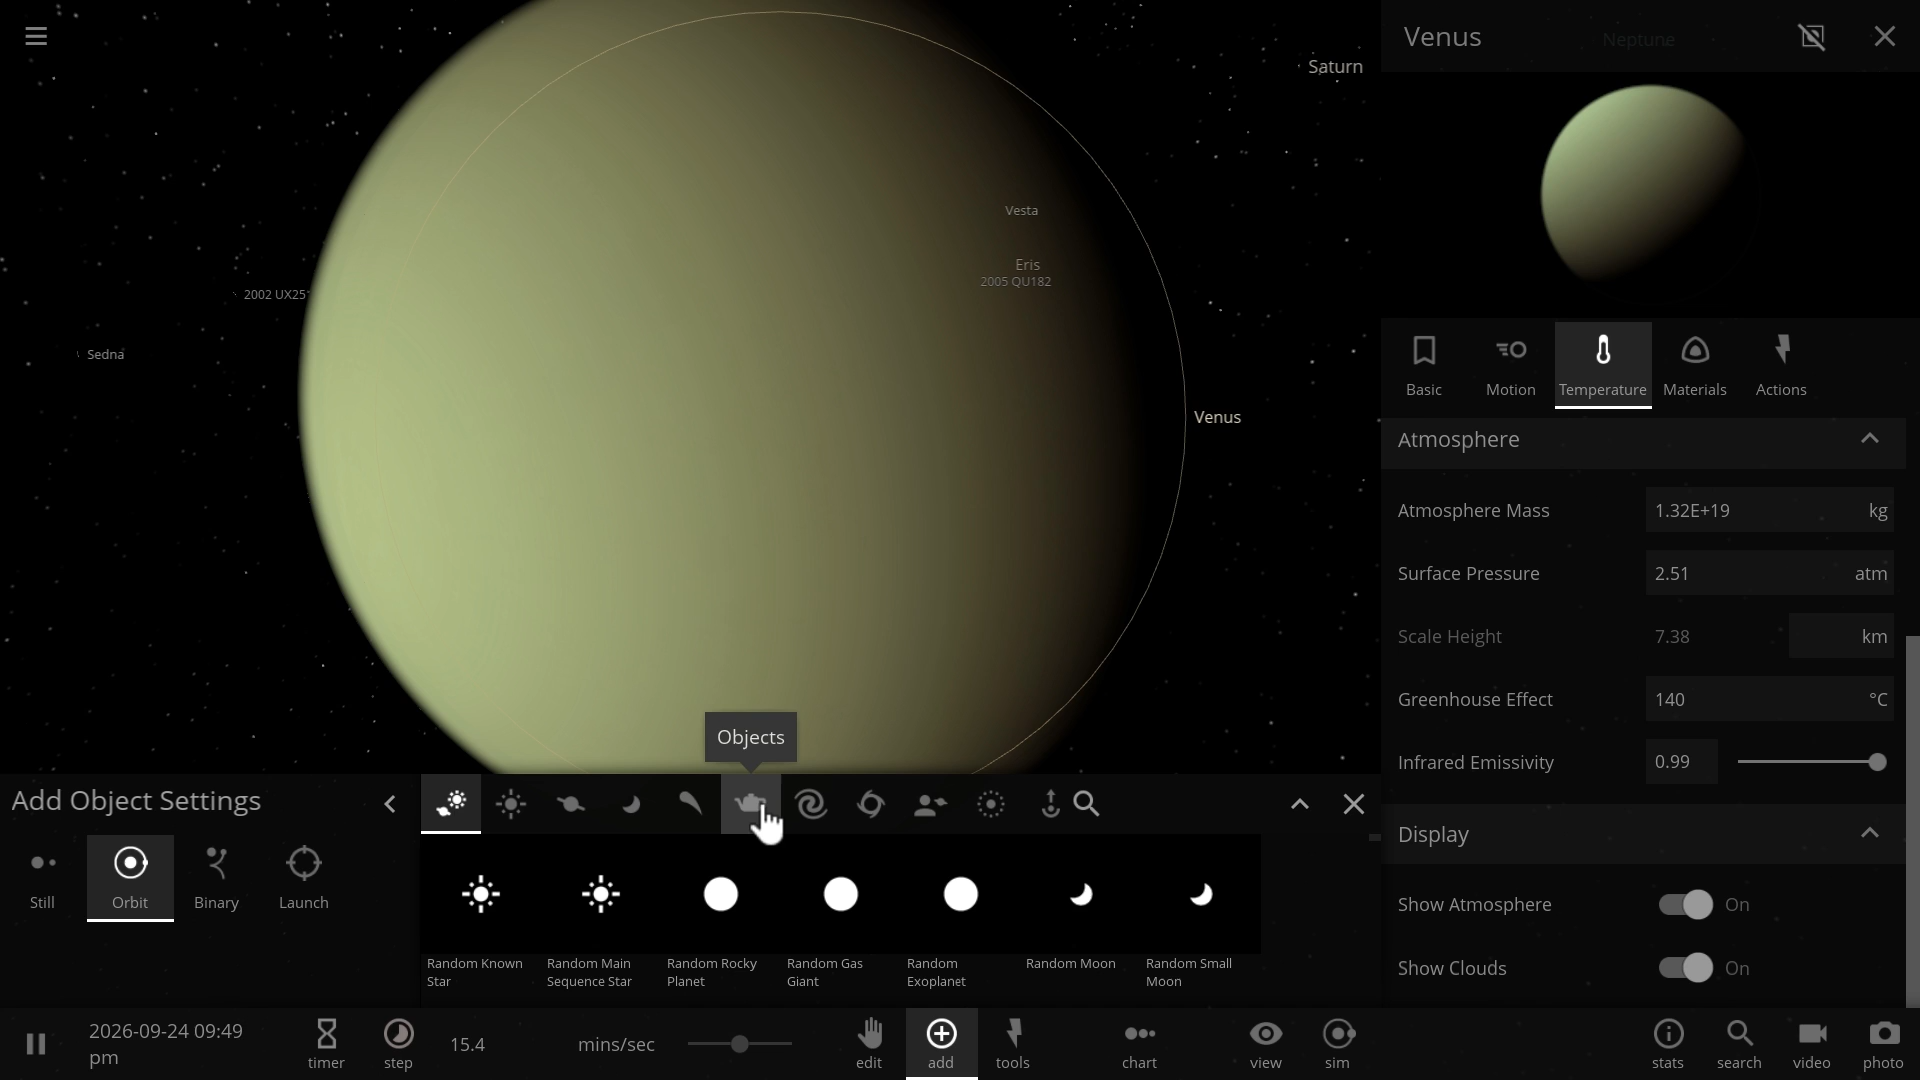 Venus
Neptune
Saturn
Vesta
Eris
2005 QU182
2002 UX25
Sedna
Venus
Basic
Motion
Temperature
Materials
Actions
Atmosphere
Atmosphere Mass 1.32E+19 kg
Surface Pressure 2.51 atm
Scale Height 7.38 km
Greenhouse Effect 140 °C
Infrared Emissivity 0.99
Display
Show Atmosphere On
Show Clouds On
Objects
Add Object Settings
Still
Orbit
Binary
Launch
Random Known
Star
Random Main
Sequence Star
Random Rocky
Planet
Random Gas
Giant
Random
Exoplanet
Random Moon
Random Small
Moon
2026-09-24 09:49
pm
timer
step
15.4 mins/sec
edit
add
tools
chart
view
sim
stats
search
video
photo